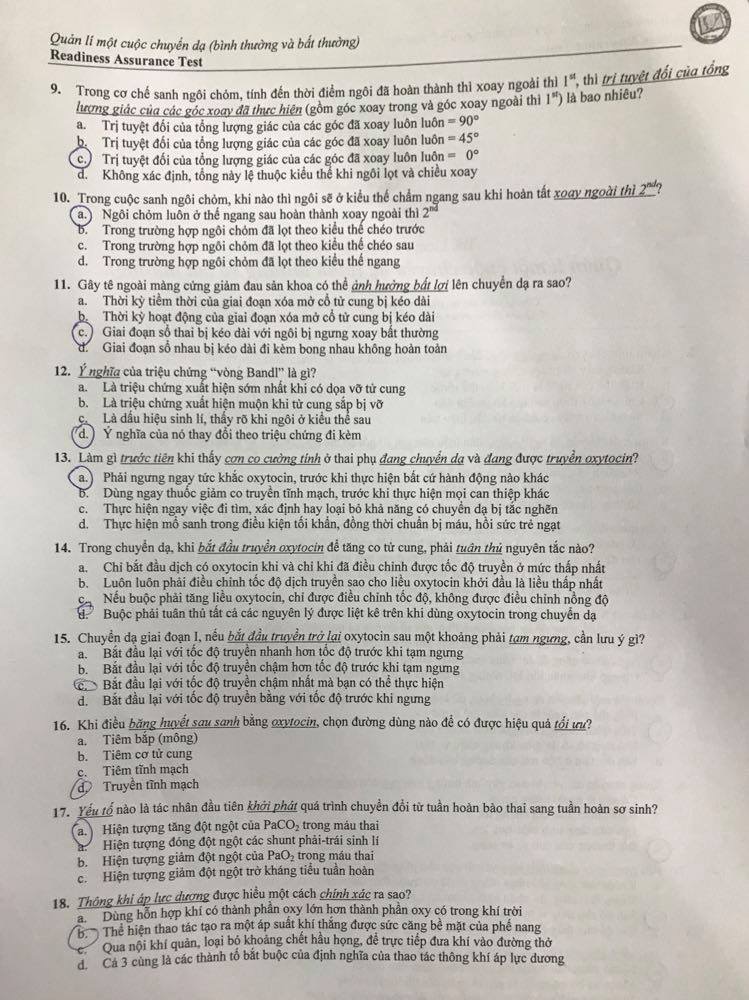 Quản lí một cuộc chuyển dạ (bình thường và bất thường)
Readiness Assurance Test
9. Trong cơ chế sanh ngôi chỏm, tính đến thời điểm ngôi đã hoàn thành thì xoay ngoài thì 1st, thì trị tuyệt đối của tổng
lượng giác của các góc xoay đã thực hiện (gồm góc xoay trong và góc xoay ngoài thì 1st) là bao nhiêu?
a. Trị tuyệt đối của tổng lượng giác của các góc đã xoay luôn luôn = 90°
b. Trị tuyệt đối của tổng lượng giác của các góc đã xoay luôn luôn = 45°
c. Trị tuyệt đối của tổng lượng giác của các góc đã xoay luôn luôn = 0°
d. Không xác định, tổng này lệ thuộc kiểu thế khi ngôi lọt và chiều xoay
10. Trong cuộc sanh ngôi chỏm, khi nào thì ngôi sẽ ở kiểu thế chẩm ngang sau khi hoàn tất xoay ngoài thì 2nd?
a. Ngôi chỏm luôn ở thế ngang sau hoàn thành xoay ngoài thì 2nd
b. Trong trường hợp ngôi chỏm đã lọt theo kiểu thế chéo trước
c. Trong trường hợp ngôi chỏm đã lọt theo kiểu thế chéo sau
d. Trong trường hợp ngôi chỏm đã lọt theo kiểu thế ngang
11. Gây tê ngoài màng cứng giảm đau sản khoa có thể ảnh hưởng bất lợi lên chuyển dạ ra sao?
a. Thời kỳ tiềm thời của giai đoạn xóa mở cổ tử cung bị kéo dài
b. Thời kỳ hoạt động của giai đoạn xóa mở cổ tử cung bị kéo dài
c. Giai đoạn sổ thai bị kéo dài với ngôi bị ngưng xoay bất thường
d. Giai đoạn sổ nhau bị kéo dài đi kèm bong nhau không hoàn toàn
12. Ý nghĩa của triệu chứng “vòng Bandl” là gì?
a. Là triệu chứng xuất hiện sớm nhất khi có dọa vỡ tử cung
b. Là triệu chứng xuất hiện muộn khi tử cung sắp bị vỡ
c. Là dấu hiệu sinh lí, thấy rõ khi ngôi ở kiểu thế sau
d. Ý nghĩa của nó thay đổi theo triệu chứng đi kèm
13. Làm gì trước tiên khi thấy cơn co cường tính ở thai phụ đang chuyển dạ và đang được truyền oxytocin?
a. Phải ngưng ngay tức khắc oxytocin, trước khi thực hiện bất cứ hành động nào khác
b. Dùng ngay thuốc giảm co truyền tĩnh mạch, trước khi thực hiện mọi can thiệp khác
c. Thực hiện ngay việc đi tìm, xác định hay loại bỏ khả năng có chuyển dạ bị tắc nghẽn
d. Thực hiện mổ sanh trong điều kiện tối khẩn, đồng thời chuẩn bị máu, hồi sức trẻ ngạt
14. Trong chuyển dạ, khi bắt đầu truyền oxytocin để tăng co tử cung, phải tuân thủ nguyên tắc nào?
a. Chỉ bắt đầu dịch có oxytocin khi và chỉ khi đã điều chỉnh được tốc độ truyền ở mức thấp nhất
b. Luôn luôn phải điều chỉnh tốc độ dịch truyền sao cho liều oxytocin khởi đầu là liều thấp nhất
c. Nếu buộc phải tăng liều oxytocin, chỉ được điều chỉnh tốc độ, không được điều chỉnh nồng độ
d. Buộc phải tuân thủ tất cả các nguyên lý được liệt kê trên khi dùng oxytocin trong chuyển dạ
15. Chuyển dạ giai đoạn I, nếu bắt đầu truyền trở lại oxytocin sau một khoảng phải tạm ngưng, cần lưu ý gì?
a. Bắt đầu lại với tốc độ truyền nhanh hơn tốc độ trước khi tạm ngưng
b. Bắt đầu lại với tốc độ truyền chậm hơn tốc độ trước khi tạm ngưng
c. Bắt đầu lại với tốc độ truyền chậm nhất mà bạn có thể thực hiện
d. Bắt đầu lại với tốc độ truyền bằng với tốc độ trước khi ngưng
16. Khi điều băng huyết sau sanh bằng oxytocin, chọn đường dùng nào để có được hiệu quả tối ưu?
a. Tiêm bắp (mông)
b. Tiêm cơ tử cung
c. Tiêm tĩnh mạch
d. Truyền tĩnh mạch
17. Yếu tố nào là tác nhân đầu tiên khởi phát quá trình chuyển đổi từ tuần hoàn bào thai sang tuần hoàn sơ sinh?
a. Hiện tượng tăng đột ngột của PaCO₂ trong máu thai
a. Hiện tượng đóng đột ngột các shunt phải-trái sinh lí
b. Hiện tượng giảm đột ngột của PaO₂ trong máu thai
c. Hiện tượng giảm đột ngột trở kháng tiểu tuần hoàn
18. Thông khí áp lực dương được hiểu một cách chính xác ra sao?
a. Dùng hỗn hợp khí có thành phần oxy lớn hơn thành phần oxy có trong khí trời
b. Thể hiện thao tác tạo ra một áp suất khí thắng được sức căng bề mặt của phế nang
c. Qua nội khí quản, loại bỏ khoảng chết hầu họng, để trực tiếp đưa khí vào đường thở
d. Cả 3 cùng là các thành tố bắt buộc của định nghĩa của thao tác thông khí áp lực dương